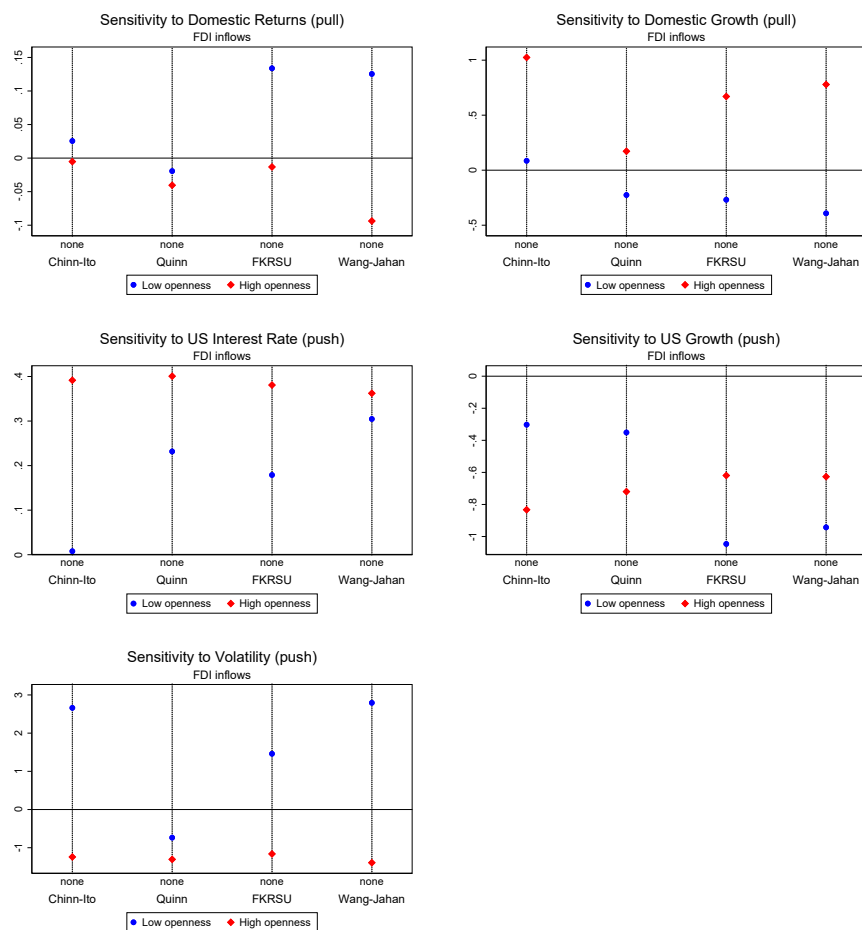 Sensitivity to Domestic Returns (pull)
FDI inflows
.15
.1
.05
0
-.05
-.1
none none none none
Chinn-Ito Quinn FKRSU Wang-Jahan
Low openness High openness
Sensitivity to Domestic Growth (pull)
FDI inflows
1
.5
0
-.5
none none none none
Chinn-Ito Quinn FKRSU Wang-Jahan
Low openness High openness
Sensitivity to US Interest Rate (push)
FDI inflows
.4
.3
.2
.1
0
none none none none
Chinn-Ito Quinn FKRSU Wang-Jahan
Low openness High openness
Sensitivity to US Growth (push)
FDI inflows
0
-.2
-.4
-.6
-.8
-1
none none none none
Chinn-Ito Quinn FKRSU Wang-Jahan
Low openness High openness
Sensitivity to Volatility (push)
FDI inflows
3
2
1
0
-1
none none none none
Chinn-Ito Quinn FKRSU Wang-Jahan
Low openness High openness